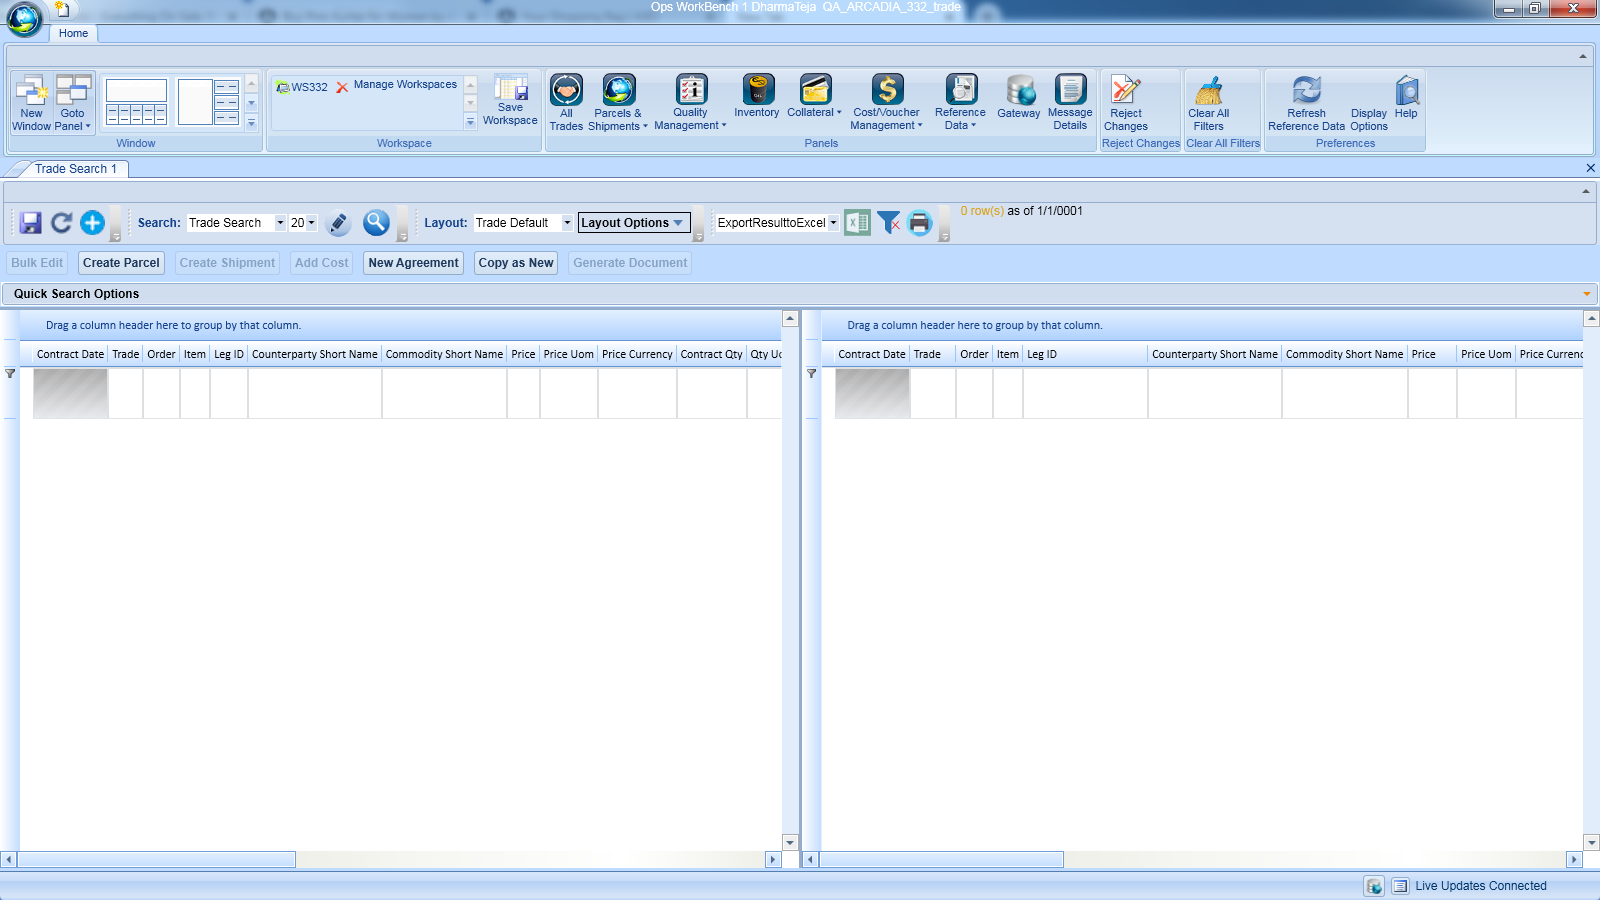 Ops WorkBench 1 DharmaTeja QA_ARCADIA_332_trade
Home
New Window
Goto Panel
Window
WS332
Manage Workspaces
Save Workspace
Workspace
All Trades
Parcels & Shipments
Quality Management
Inventory
Collateral
Cost/Voucher Management
Reference Data
Gateway
Message Details
Panels
Reject Changes
Reject Changes
Clear All Filters
Clear All Filters
Refresh Reference Data
Display Options
Help
Preferences
Trade Search 1
Search: Trade Search 20 Layout: Trade Default Layout Options ExportResulttoExcel 0 row(s) as of 1/1/0001
Bulk Edit Create Parcel Create Shipment Add Cost New Agreement Copy as New Generate Document
Quick Search Options
Drag a column header here to group by that column.
Contract Date Trade Order Item Leg ID Counterparty Short Name Commodity Short Name Price Price Uom Price Currency Contract Qty Qty Uo
Drag a column header here to group by that column.
Contract Date Trade Order Item Leg ID Counterparty Short Name Commodity Short Name Price Price Uom Price Currenc
Live Updates Connected